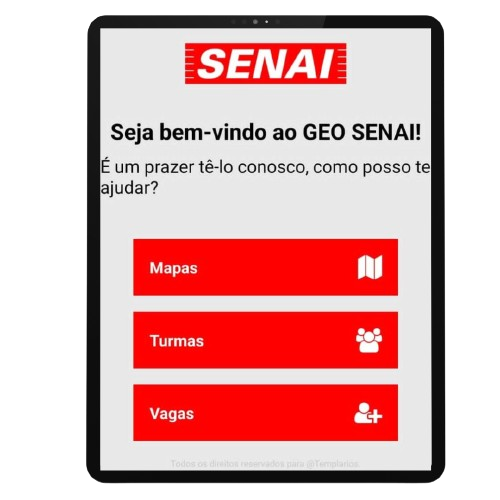 SENAI
Seja bem-vindo ao GEO SENAI!
É um prazer tê-lo conosco, como posso te
ajudar?
Mapas
Turmas
Vagas
Todos os direitos reservados para @Templarios